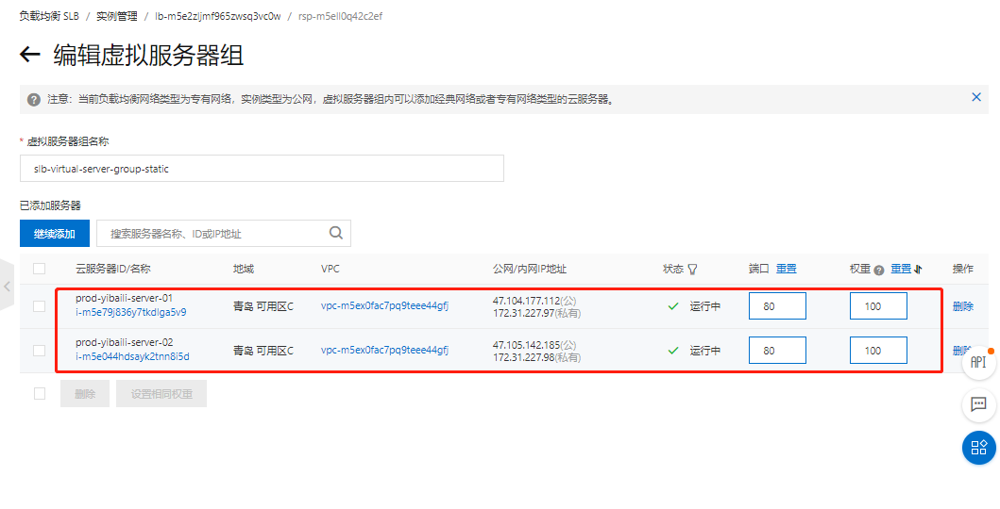 负载均衡 SLB / 实例管理 / lb-m5e2zljmf965zwsq3vc0w / rsp-m5ell0q42c2ef
编辑虚拟服务器组
注意：当前负载均衡网络类型为专有网络，实例类型为公网，虚拟服务器组内可以添加经典网络或者专有网络类型的云服务器。
* 虚拟服务器组名称
slb-virtual-server-group-static
已添加服务器
继续添加 搜索服务器名称、ID或IP地址
云服务器ID/名称 地域 VPC 公网/内网IP地址 状态 端口 重置 权重 重置 操作
prod-yibaili-server-01
i-m5e79j836y7tkdlga5v9
青岛 可用区C vpc-m5ex0fac7pq9teee44gfj
47.104.177.112(公)
172.31.227.97(私有)
运行中 80 100 删除
prod-yibaili-server-02
i-m5e044hdsayk2tnn8i5d
青岛 可用区C vpc-m5ex0fac7pq9teee44gfj
47.105.142.185(公)
172.31.227.98(私有)
运行中 80 100 删除
API
删除 设置相同权重